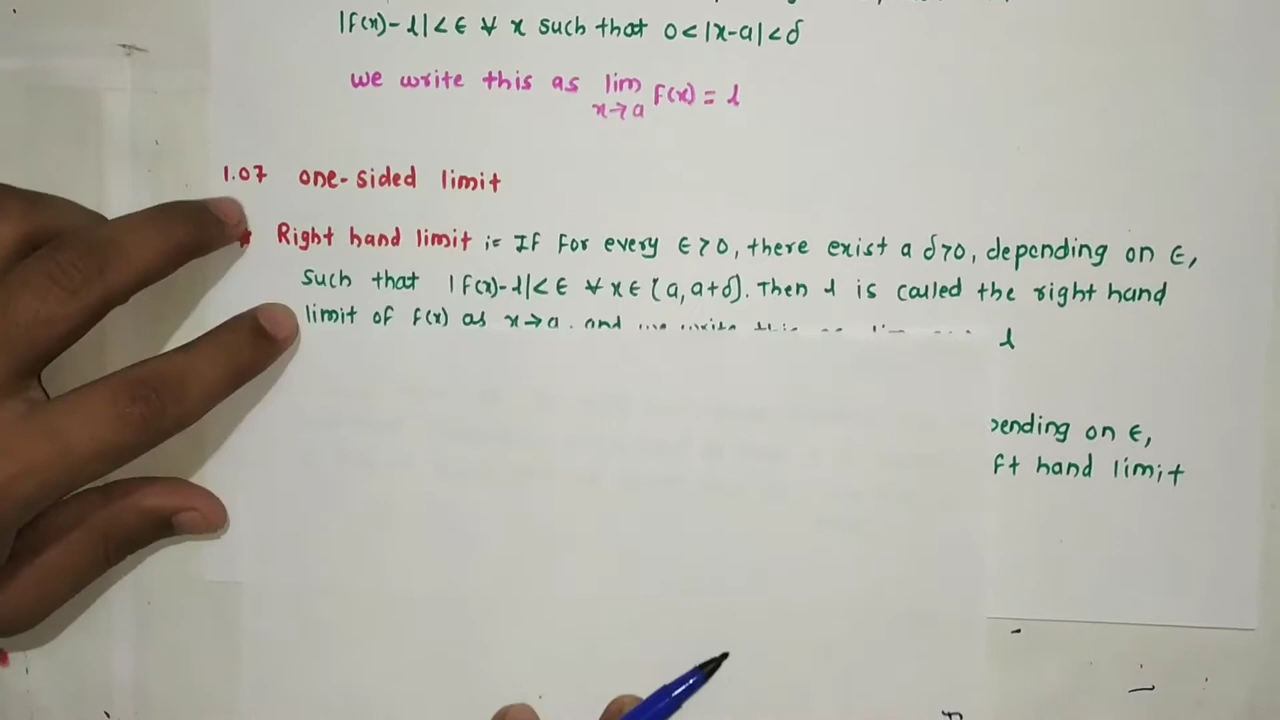 |f(x)-l|<ϵ ∀ x such that 0<|x-a|<δ
we write this as lim x→a f(x) = l
1.07 one-sided limit
Right hand limit := If for every ϵ>0, there exist a δ>0, depending on ϵ,
such that |f(x)-l|<ϵ ∀ x∈(a, a+δ). Then l is called the right hand
limit of f(x) as x→a. and l
pending on ϵ,
ft hand limit